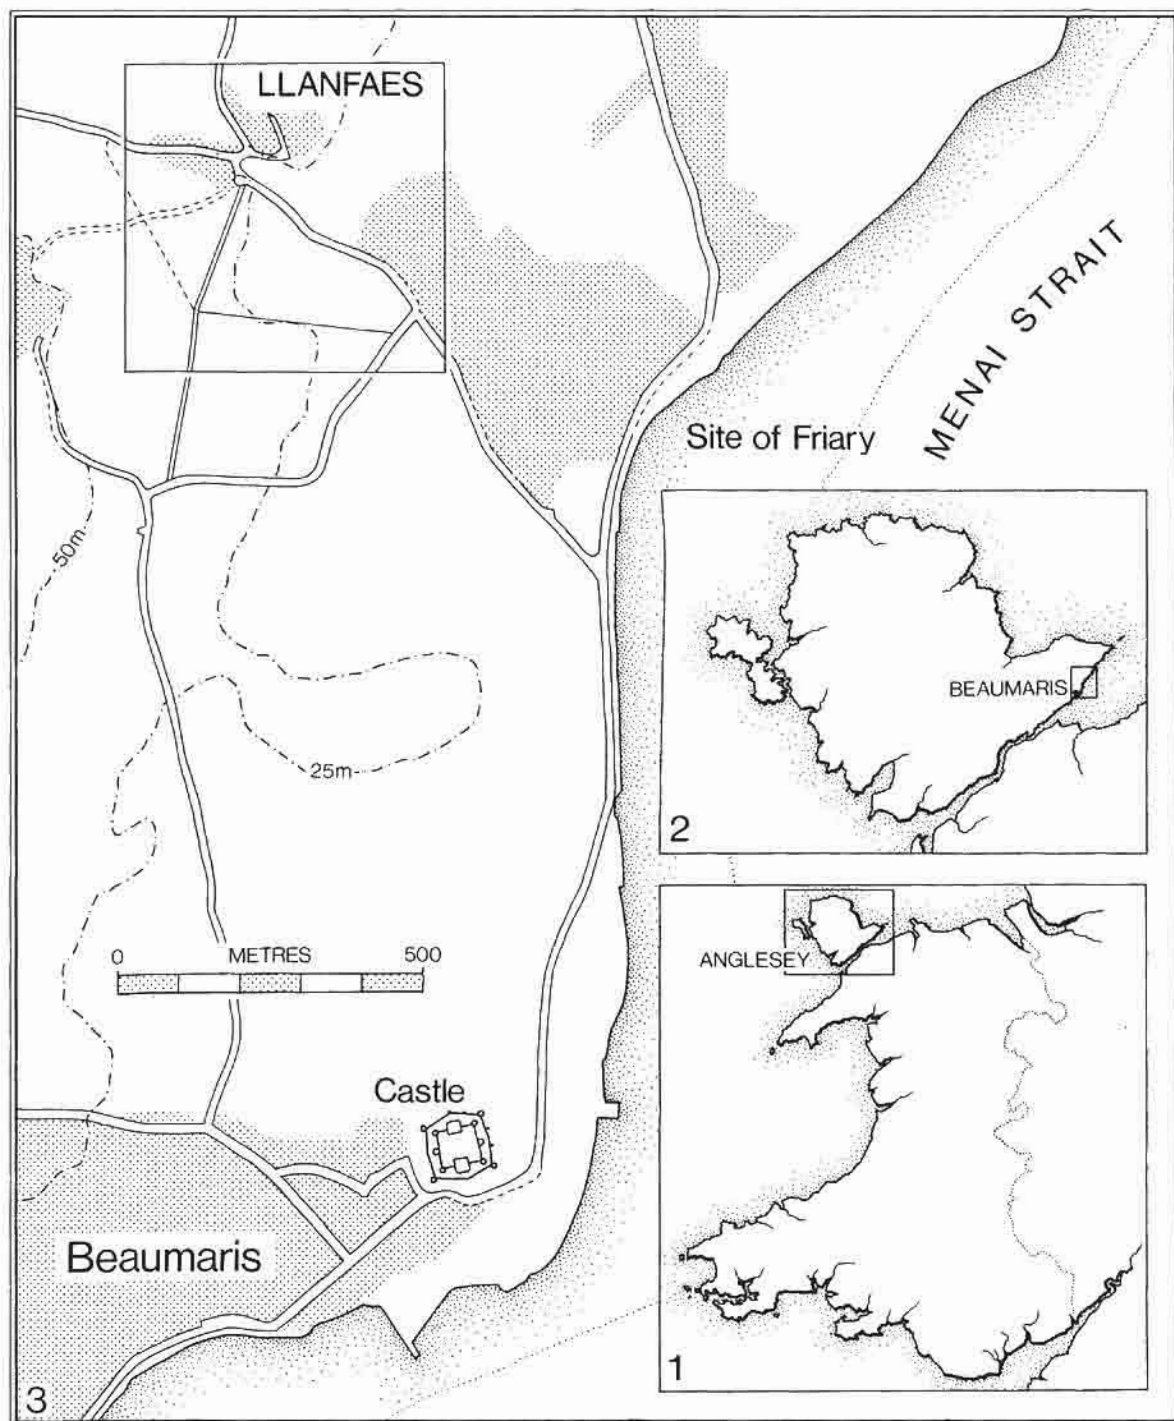 LLANFAES
MENAI STRAIT
Site of Friary
50m
BEAUMARIS
2
25m
0 METRES 500
ANGLESEY
Castle
Beaumaris
3
1